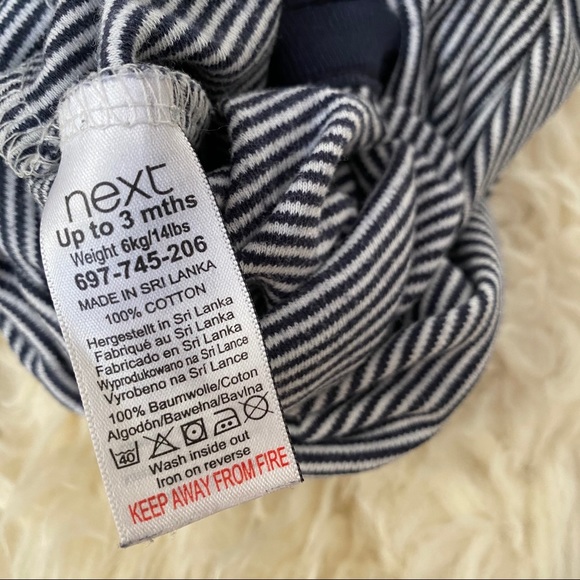 next
Up to 3 mths
Weight 6kg/14lbs
697-745-206
MADE IN SRI LANKA
100% COTTON
Hergestellt in Sri Lanka
Fabriqué au Sri Lanka
Fabricado en Sri Lanka
Wyprodukowano na Sri Lance
Vyrobeno na Srí Lance
100% Baumwolle/Coton
Algodón/Bawełna/Bavlna
40
Wash inside out
Iron on reverse
KEEP AWAY FROM FIRE